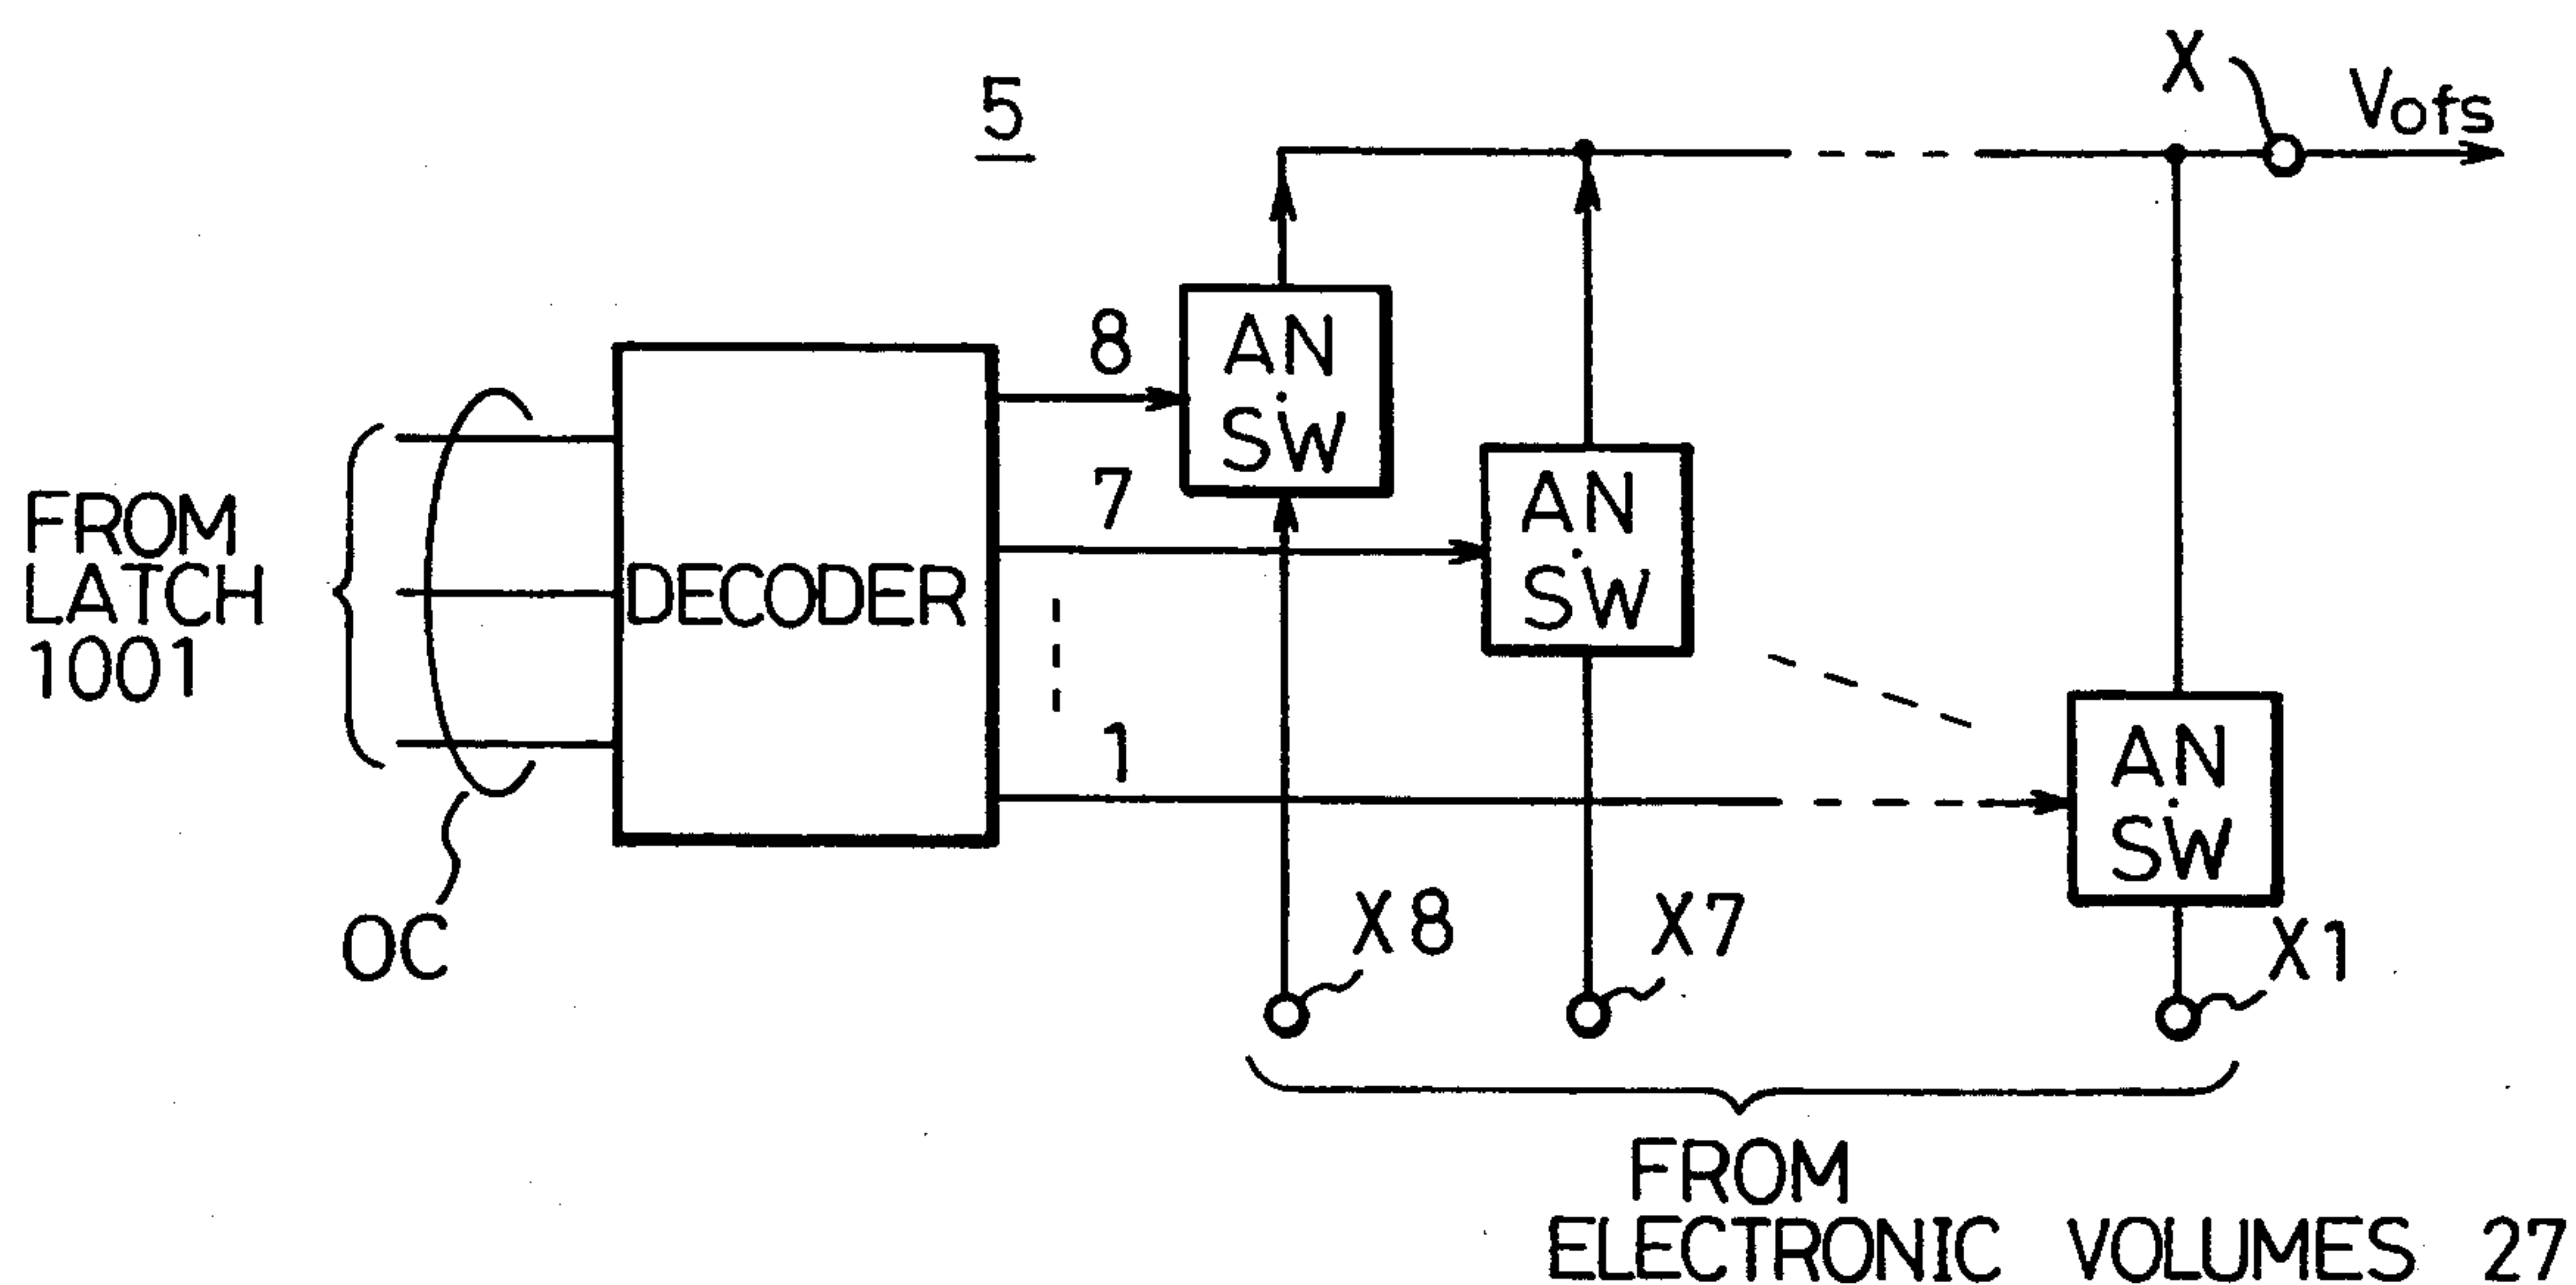 5
X
Vofs
8
AN.
SW
7
AN.
SW
FROM
LATCH
1001
DECODER
1
AN.
SW
OC
X8
X7
X1
FROM
ELECTRONIC VOLUMES 27